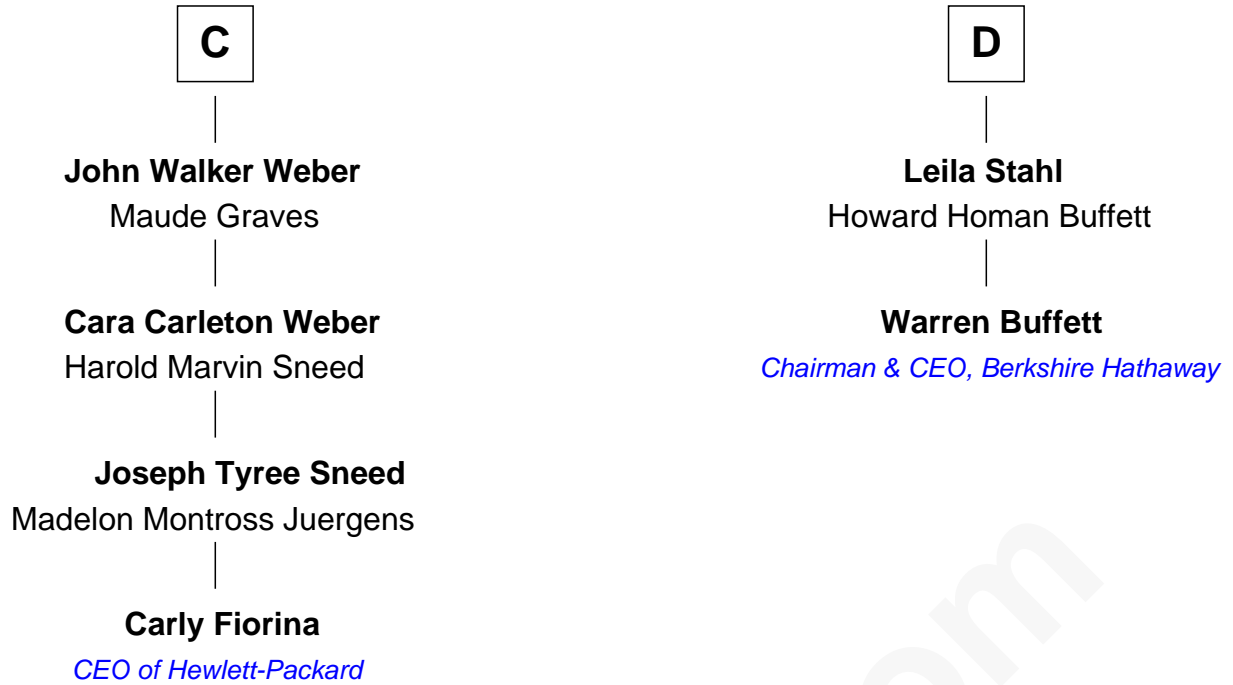 C
John Walker Weber
Maude Graves
Cara Carleton Weber
Harold Marvin Sneed
Joseph Tyree Sneed
Madelon Montross Juergens
Carly Fiorina
CEO of Hewlett-Packard
D
Leila Stahl
Howard Homan Buffett
Warren Buffett
Chairman & CEO, Berkshire Hathaway
om